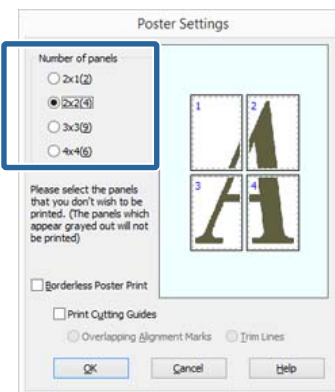 Poster Settings
Number of panels
2x1(2)
2x2(4)
3x3(9)
4x4(6)
1 2
3 4
Please select the panels
that you don't wish to be
printed. (The panels which
appear grayed out will not
be printed)
Borderless Poster Print
Print Cutting Guides
Overlapping Alignment Marks Trim Lines
OK Cancel Help